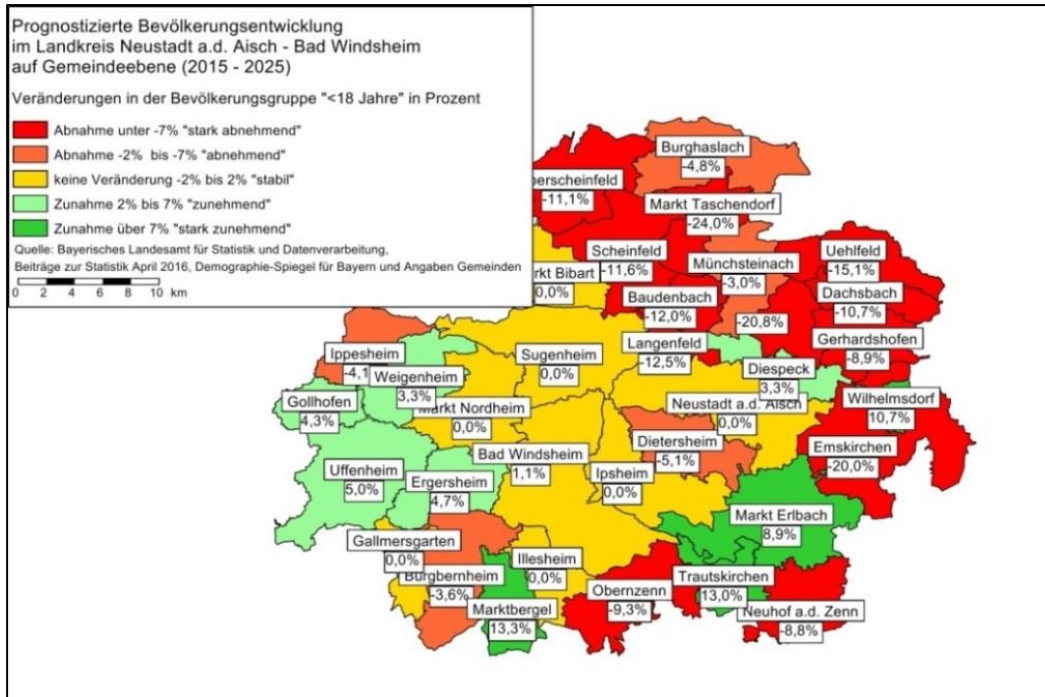 Prognostizierte Bevölkerungsentwicklung
im Landkreis Neustadt a.d. Aisch - Bad Windsheim
auf Gemeindeebene (2015 - 2025)
Veränderungen in der Bevölkerungsgruppe "<18 Jahre" in Prozent
Abnahme unter -7% "stark abnehmend"
Abnahme -2% bis -7% "abnehmend"
keine Veränderung -2% bis 2% "stabil"
Zunahme 2% bis 7% "zunehmend"
Zunahme über 7% "stark zunehmend"
Quelle: Bayerisches Landesamt für Statistik und Datenverarbeitung,
Beiträge zur Statistik April 2016, Demographie-Spiegel für Bayern und Angaben Gemeinden
0 2 4 6 8 10 km
Burghaslach
-4,8%
berscheinfeld
-11,1%
Markt Taschendorf
-24,0%
Scheinfeld
-11,6%
Münchsteinach
-3,0%
Uehlfeld
-15,1%
rkt Bibart
0,0%
Baudenbach
-12,0%
Dachsbach
-10,7%
-20,8%
Gerhardshofen
-8,9%
Langenfeld
-12,5%
Diespeck
3,3%
Ippesheim
-4,1
Sugenheim
0,0%
Weigenheim
3,3%
Gollhofen
4,3%
Markt Nordheim
0,0%
Neustadt a.d. Aisch
0,0%
Wilhelmsdorf
10,7%
Dietersheim
-5,1%
Emskirchen
-20,0%
Bad Windsheim
1,1%
Uffenheim
5,0%
Ergersheim
4,7%
Ipsheim
0,0%
Markt Erlbach
8,9%
Gallmersgarten
0,0%
Illesheim
0,0%
Burgbernheim
-3,6%
Trautskirchen
13,0%
Obernzenn
-9,3%
Marktbergel
13,3%
Neuhof a.d. Zenn
-8,8%